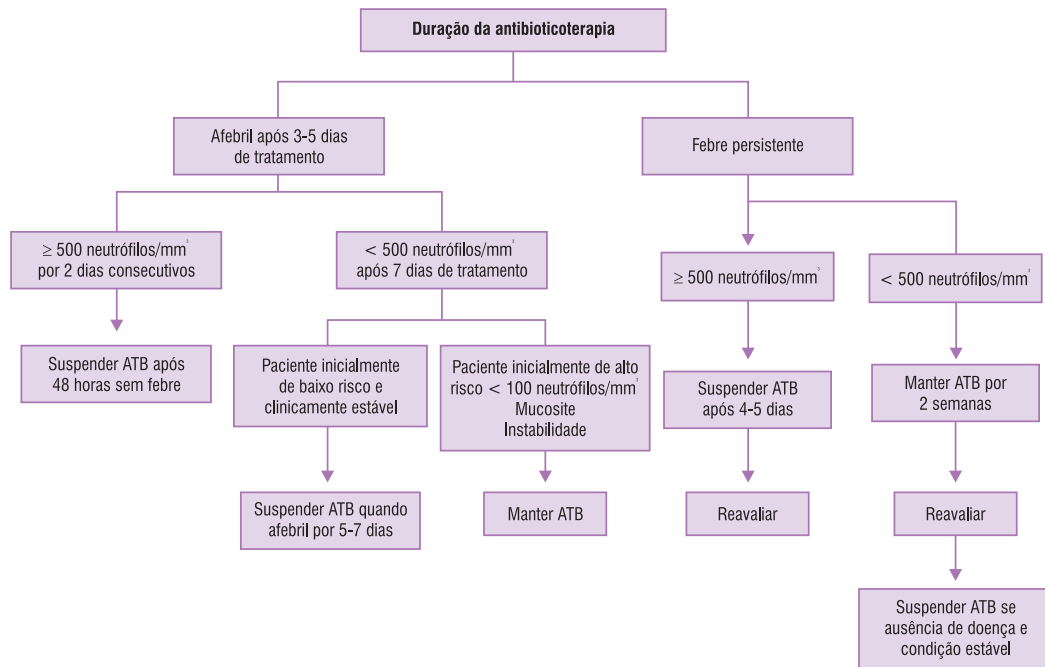 Duração da antibioticoterapia
Afebril após 3-5 dias
de tratamento
Febre persistente
≥ 500 neutrófilos/mm³
por 2 dias consecutivos
< 500 neutrófilos/mm³
após 7 dias de tratamento
≥ 500 neutrófilos/mm³
< 500 neutrófilos/mm³
Suspender ATB após
48 horas sem febre
Paciente inicialmente
de baixo risco e
clinicamente estável
Paciente inicialmente de alto
risco < 100 neutrófilos/mm³
Mucosite
Instabilidade
Suspender ATB
após 4-5 dias
Manter ATB por
2 semanas
Suspender ATB quando
afebril por 5-7 dias
Manter ATB
Reavaliar
Reavaliar
Suspender ATB se
ausência de doença e
condição estável